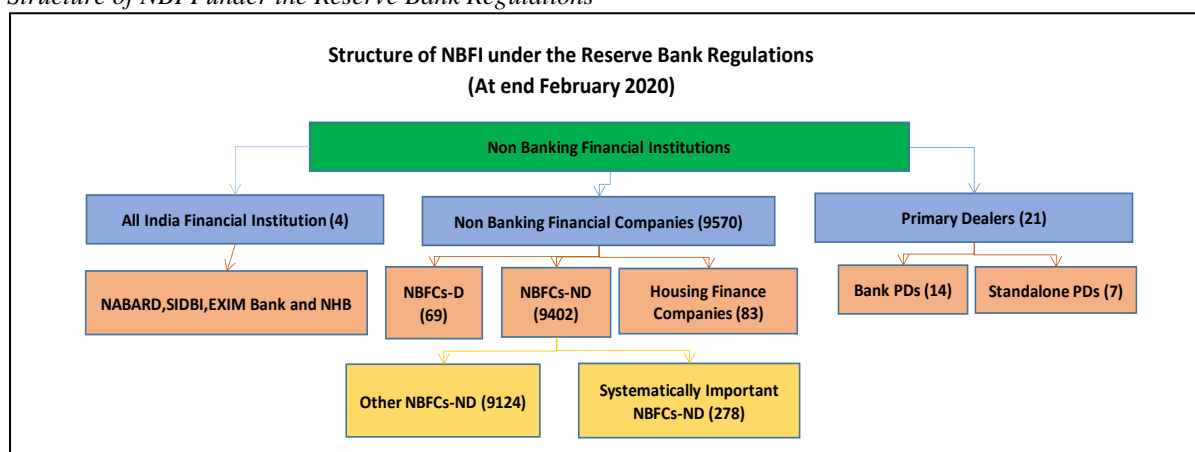 Structure of NBFI under the Reserve Bank Regulations
Structure of NBFI under the Reserve Bank Regulations
(At end February 2020)
Non Banking Financial Institutions
All India Financial Institution (4)
Non Banking Financial Companies (9570)
Primary Dealers (21)
NABARD,SIDBI,EXIM Bank and NHB
NBFCs-D
(69)
NBFCs-ND
(9402)
Housing Finance
Companies (83)
Bank PDs (14)
Standalone PDs (7)
Other NBFCs-ND (9124)
Systematically Important
NBFCs-ND (278)